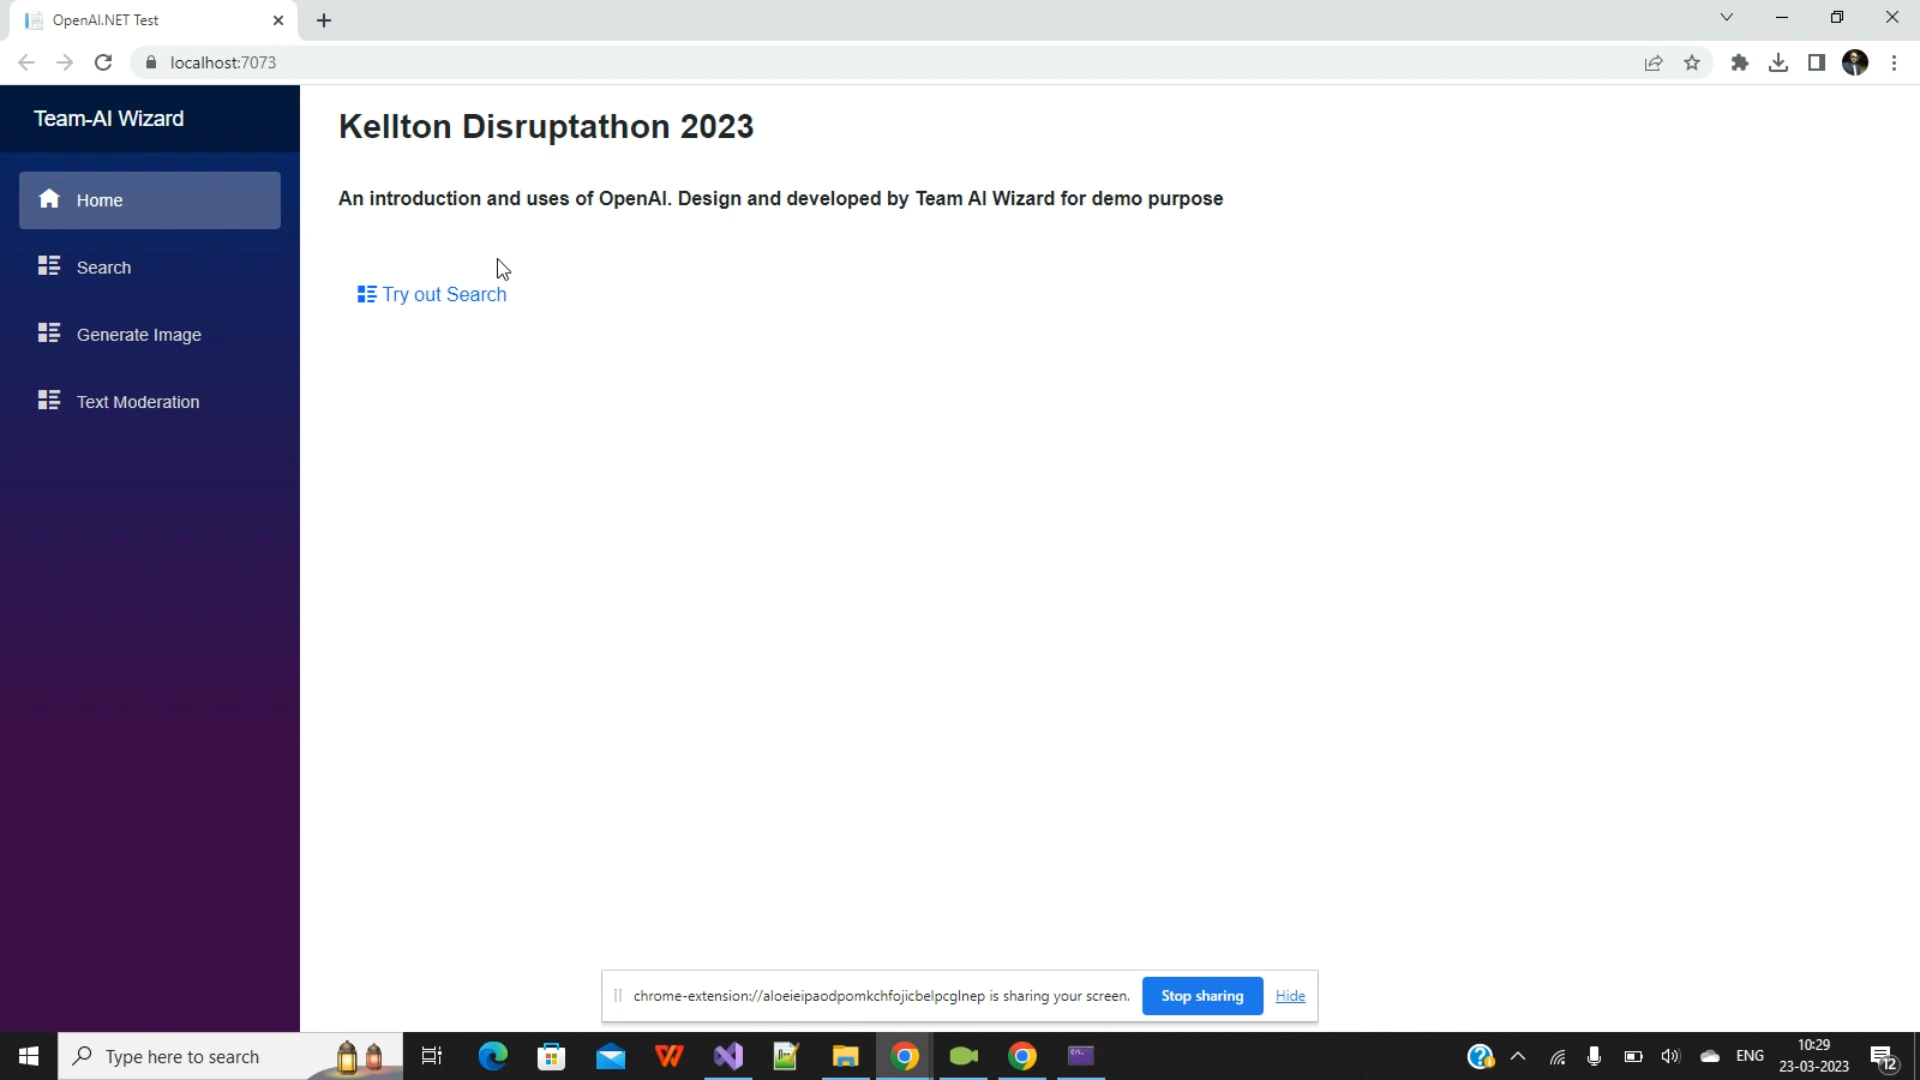 OpenAI.NET Test
localhost:7073
Team-AI Wizard
Home
Search
Generate Image
Text Moderation
Kellton Disruptathon 2023
An introduction and uses of OpenAI. Design and developed by Team AI Wizard for demo purpose
Try out Search
chrome-extension://aloeieipaodpomkchfojicbelpcglnep is sharing your screen.
Stop sharing
Hide
Type here to search
ENG
10:29
23-03-2023
12